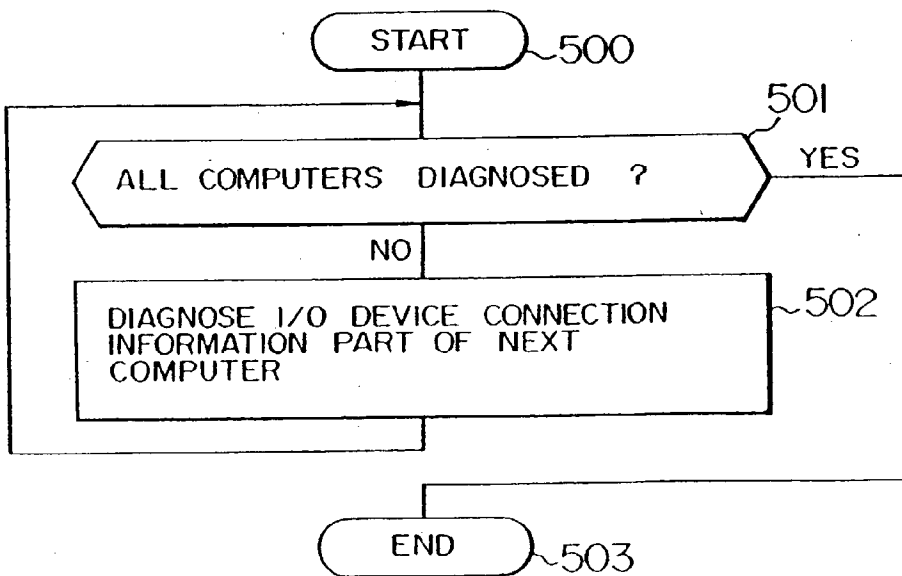 START
500
501
ALL COMPUTERS DIAGNOSED ?
YES
NO
DIAGNOSE I/O DEVICE CONNECTION
INFORMATION PART OF NEXT
COMPUTER
502
END
503